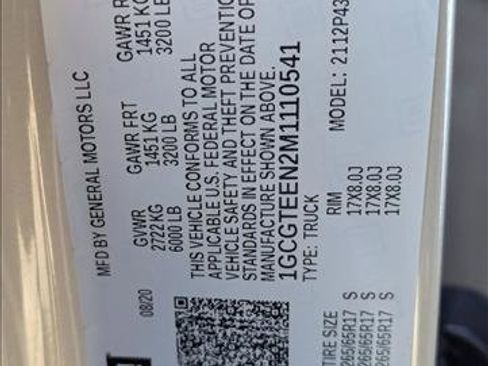 MFD BY GENERAL MOTORS LLC
08/20 GVWR GAWR FRT GAWR R
2722 KG 1451 KG 1451 KG
6000 LB 3200 LB 3200 LB
THIS VEHICLE CONFORMS TO ALL
APPLICABLE U.S. FEDERAL MOTOR
VEHICLE SAFETY AND THEFT PREVENTIO
STANDARDS IN EFFECT ON THE DATE OF
MANUFACTURE SHOWN ABOVE.
1GCGTEEN2M1110541
TYPE: TRUCK MODEL: 2112P43
TIRE SIZE RIM
265/65R17 S 17X8.0J
265/65R17 S 17X8.0J
265/65R17 S 17X8.0J